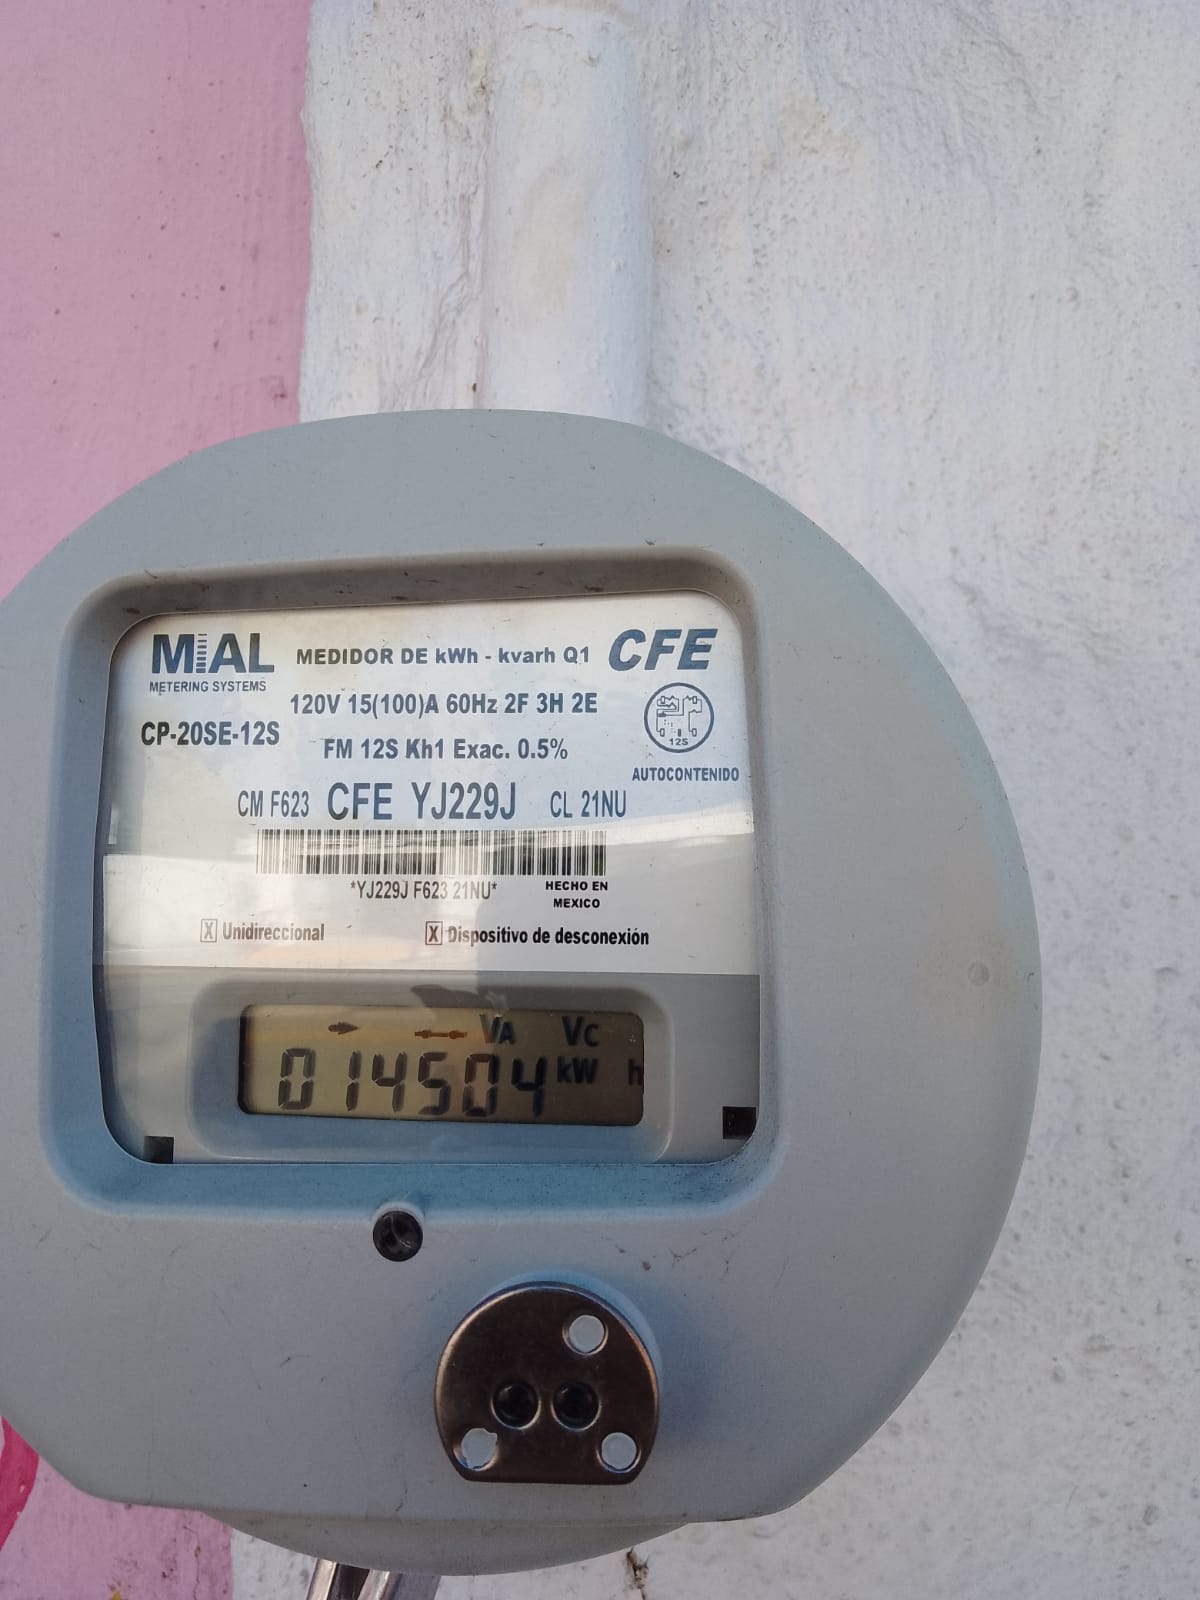 MIAL
METERING SYSTEMS
MEDIDOR DE kWh - kvarh Q1
CFE
120V 15(100)A 60Hz 2F 3H 2E
CP-20SE-12S
FM 12S Kh1 Exac. 0.5%
12S
AUTOCONTENIDO
CM F623 CFE YJ229J CL 21NU
*YJ229J F623 21NU*
HECHO EN
MEXICO
X Unidireccional
X Dispositivo de desconexión
VA VC
014504 kW h